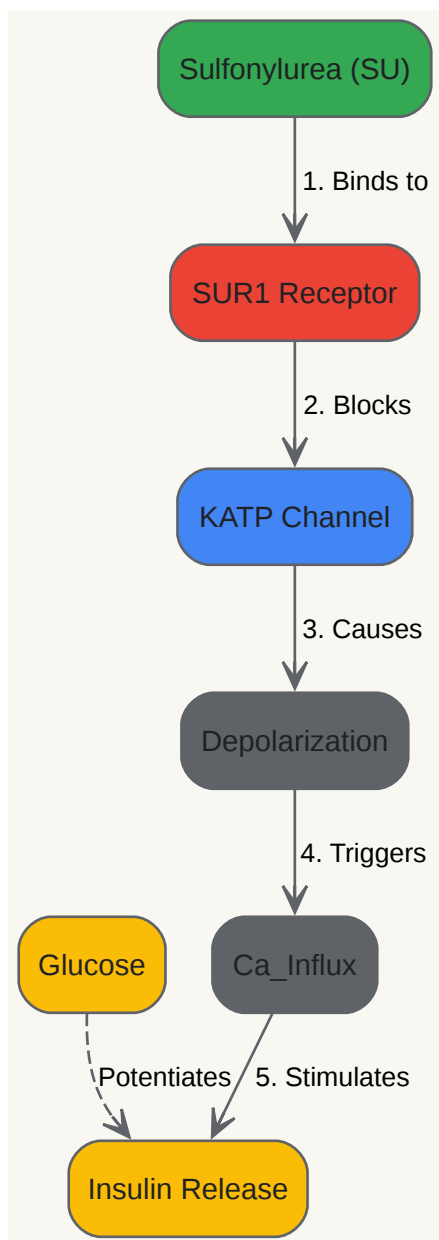 Sulfonylurea (SU)
1. Binds to
SUR1 Receptor
2. Blocks
KATP Channel
3. Causes
Depolarization
4. Triggers
Glucose
Ca_Influx
Potentiates
5. Stimulates
Insulin Release